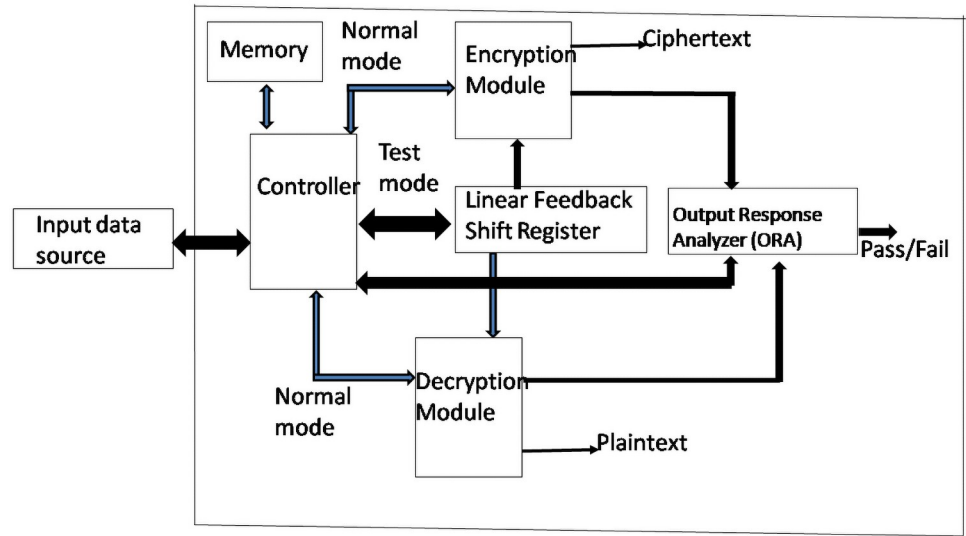 Memory
Normal
mode
Encryption
Module
Ciphertext
Controller
Test
mode
Linear Feedback
Shift Register
Input data
source
Output Response
Analyzer (ORA)
Pass/Fail
Normal
mode
Decryption
Module
Plaintext